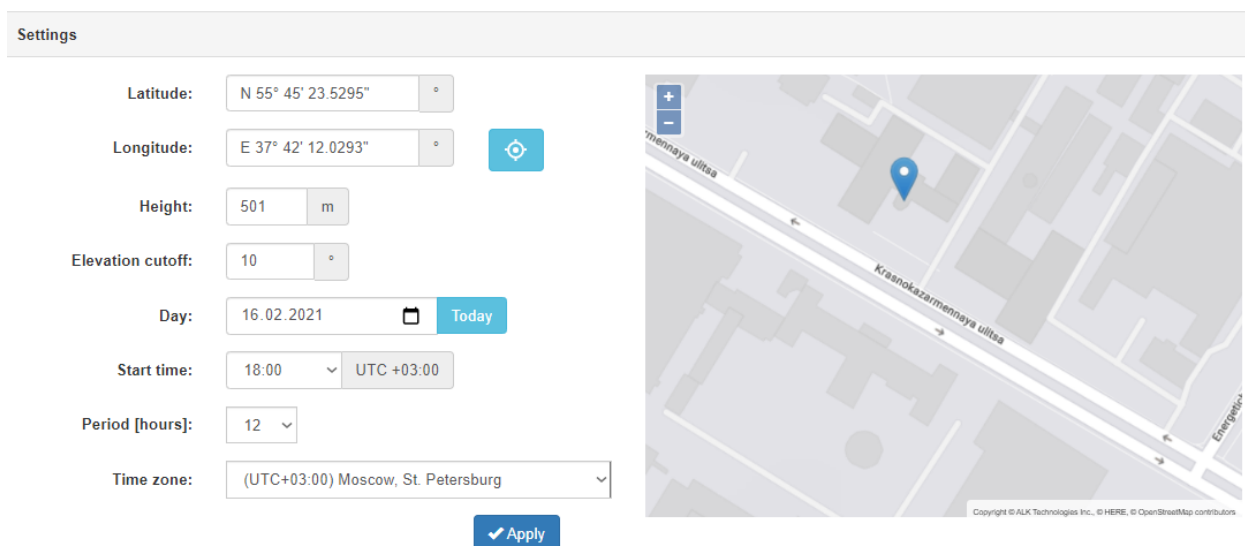 Settings
Latitude:
N 55° 45' 23.5295"
°
Longitude:
E 37° 42' 12.0293"
°
Height:
501
m
Elevation cutoff:
10
°
Day:
16.02.2021
Today
Start time:
18:00
UTC +03:00
Period [hours]:
12
Time zone:
(UTC+03:00) Moscow, St. Petersburg
Apply
+
−
mennaya ulitsa
Krasnokazarmennaya ulitsa
Energetich
Copyright © ALK Technologies Inc., © HERE, © OpenStreetMap contributors